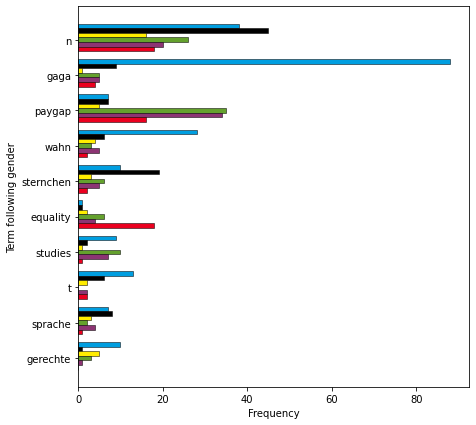 Term following gender
n
gaga
paygap
wahn
sternchen
equality
studies
t
sprache
gerechte
0 20 40 60 80
Frequency